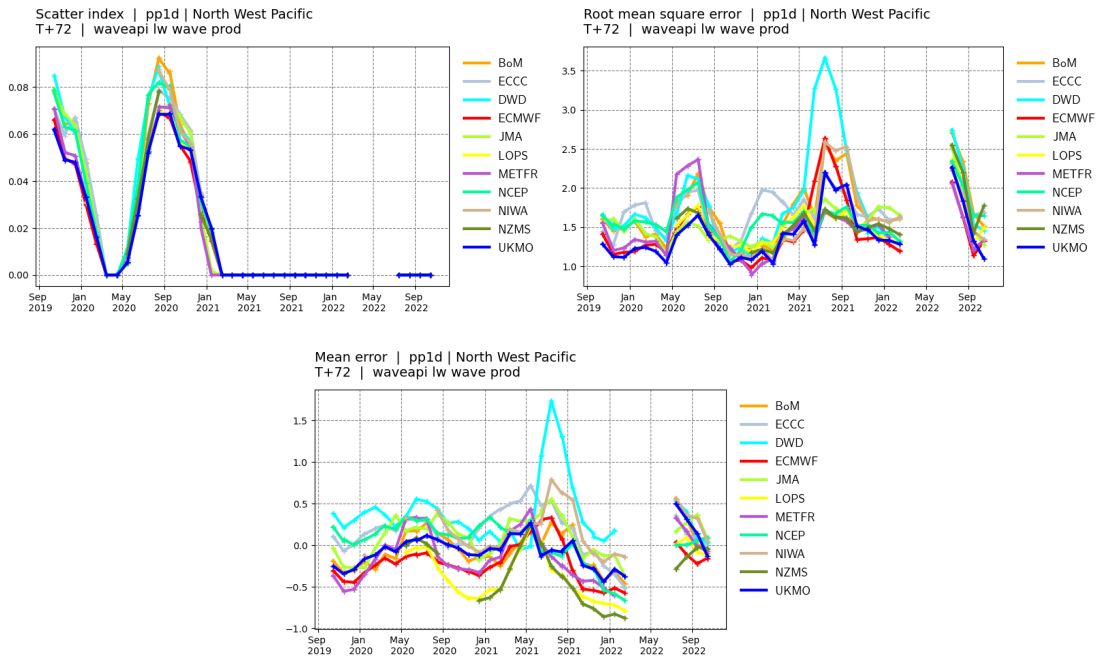 Scatter index | pp1d | North West Pacific
T+72 | waveapi lw wave prod
0.08
0.06
0.04
0.02
0.00
Sep 2019
Jan 2020
May 2020
Sep 2020
Jan 2021
May 2021
Sep 2021
Jan 2022
May 2022
Sep 2022
BoM
ECCC
DWD
ECMWF
JMA
LOPS
METFR
NCEP
NIWA
NZMS
UKMO
Root mean square error | pp1d | North West Pacific
T+72 | waveapi lw wave prod
3.5
3.0
2.5
2.0
1.5
1.0
Sep 2019
Jan 2020
May 2020
Sep 2020
Jan 2021
May 2021
Sep 2021
Jan 2022
May 2022
Sep 2022
BoM
ECCC
DWD
ECMWF
JMA
LOPS
METFR
NCEP
NIWA
NZMS
UKMO
Mean error | pp1d | North West Pacific
T+72 | waveapi lw wave prod
1.5
1.0
0.5
0.0
−0.5
−1.0
Sep 2019
Jan 2020
May 2020
Sep 2020
Jan 2021
May 2021
Sep 2021
Jan 2022
May 2022
Sep 2022
BoM
ECCC
DWD
ECMWF
JMA
LOPS
METFR
NCEP
NIWA
NZMS
UKMO